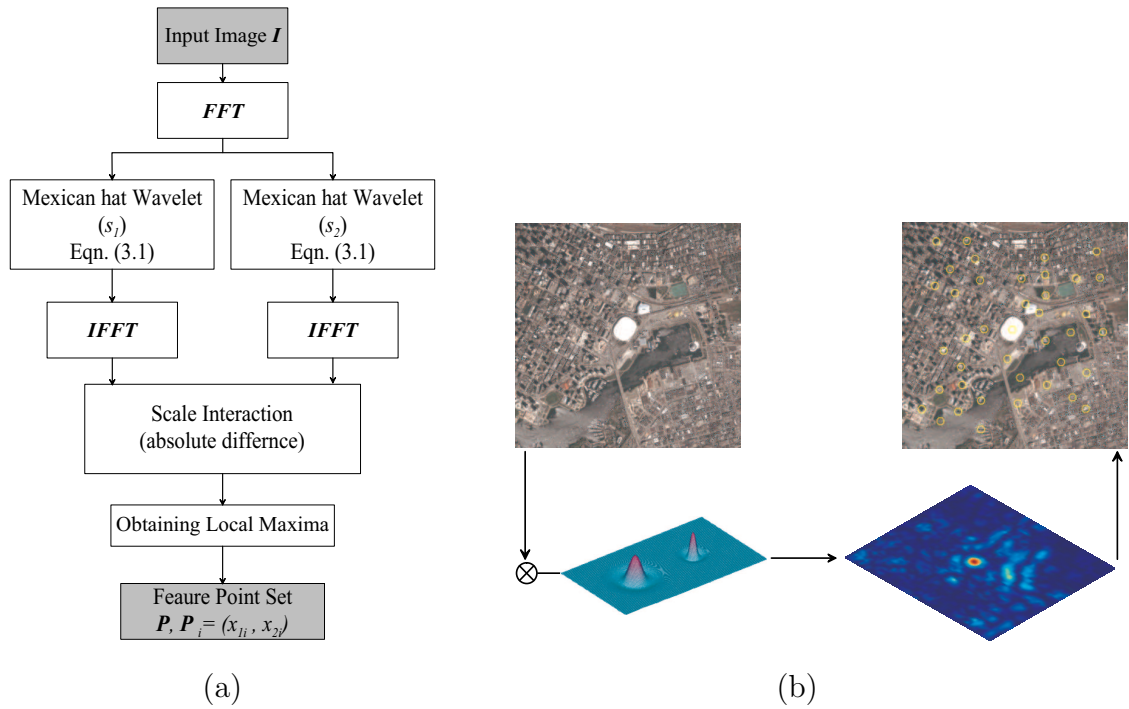 Input Image I
FFT
Mexican hat Wavelet
(s1)
Eqn. (3.1)
Mexican hat Wavelet
(s2)
Eqn. (3.1)
IFFT
IFFT
Scale Interaction
(absolute differnce)
Obtaining Local Maxima
Feaure Point Set
P, P i= (x1i , x2i)
(a)
(b)